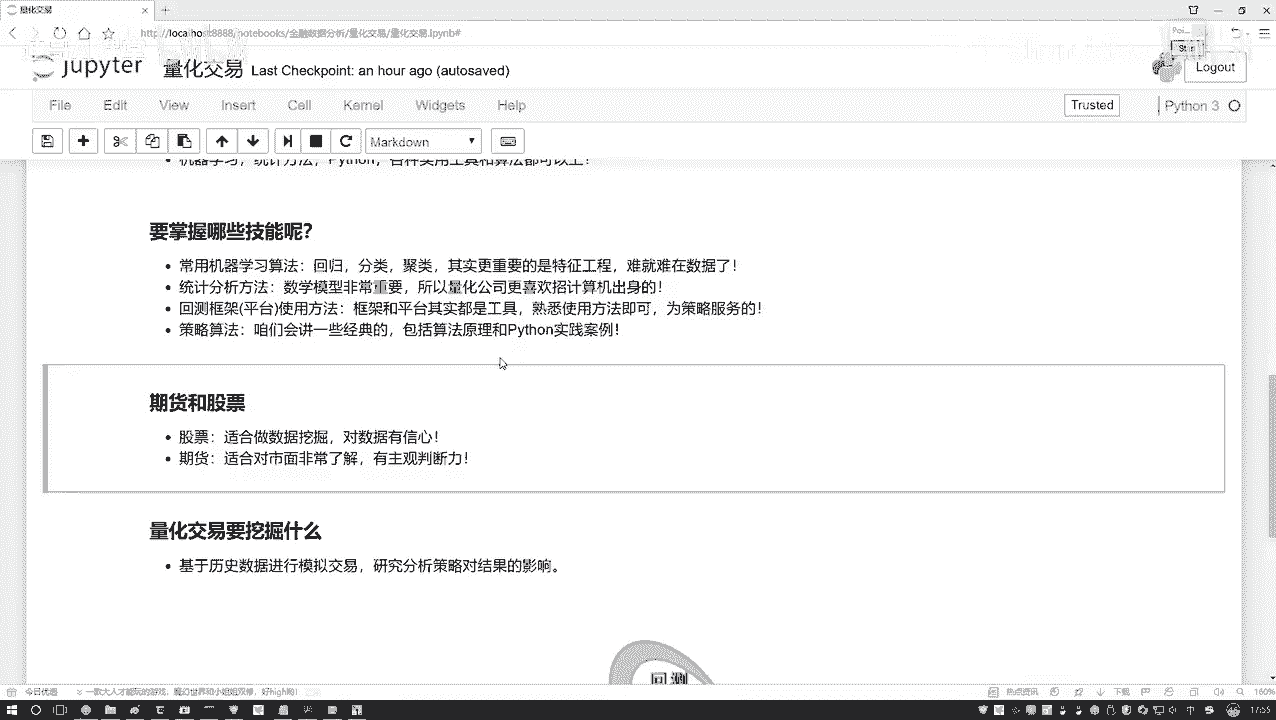 量化交易
http://localhost:8888/notebooks/金融数据分析/量化交易/量化交易.ipynb#
jupyter 量化交易 Last Checkpoint: an hour ago (autosaved)
Logout
File Edit View Insert Cell Kernel Widgets Help
Trusted
Python 3
Markdown
机器学习，统计方法，Python，各种实用工具和算法都可以上！
要掌握哪些技能呢？
常用机器学习算法：回归，分类，聚类，其实更重要的是特征工程，难就难在数据了！
统计分析方法：数学模型非常重要，所以量化公司更喜欢招计算机出身的！
回测框架(平台)使用方法：框架和平台其实都是工具，熟悉使用方法即可，为策略服务的！
策略算法：咱们会讲一些经典的，包括算法原理和Python实践案例！
期货和股票
股票：适合做数据挖掘，对数据有信心！
期货：适合对市面非常了解，有主观判断力！
量化交易要挖掘什么
基于历史数据进行模拟交易，研究分析策略对结果的影响。
回测
今日优选
热点资讯
下载
160%
中
17:55